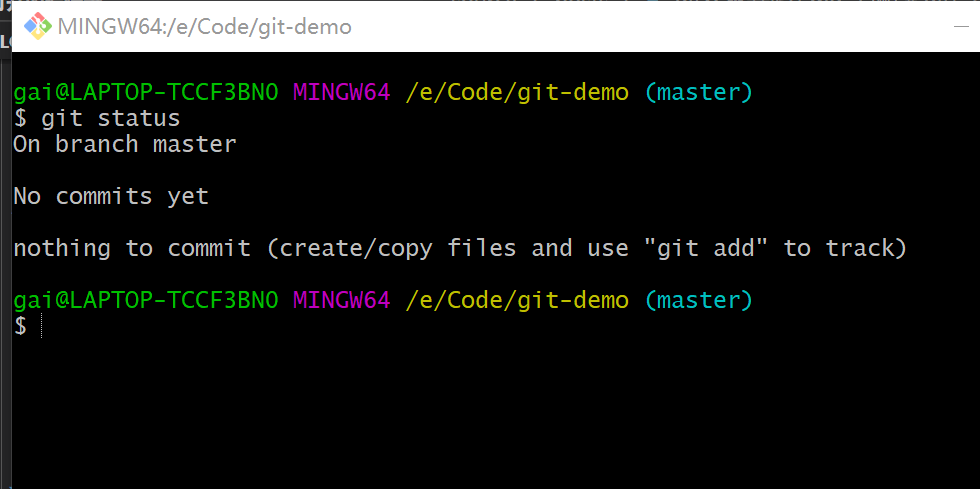 MINGW64:/e/Code/git-demo
gai@LAPTOP-TCCF3BN0 MINGW64 /e/Code/git-demo (master)
$ git status
On branch master
No commits yet
nothing to commit (create/copy files and use "git add" to track)
gai@LAPTOP-TCCF3BN0 MINGW64 /e/Code/git-demo (master)
$